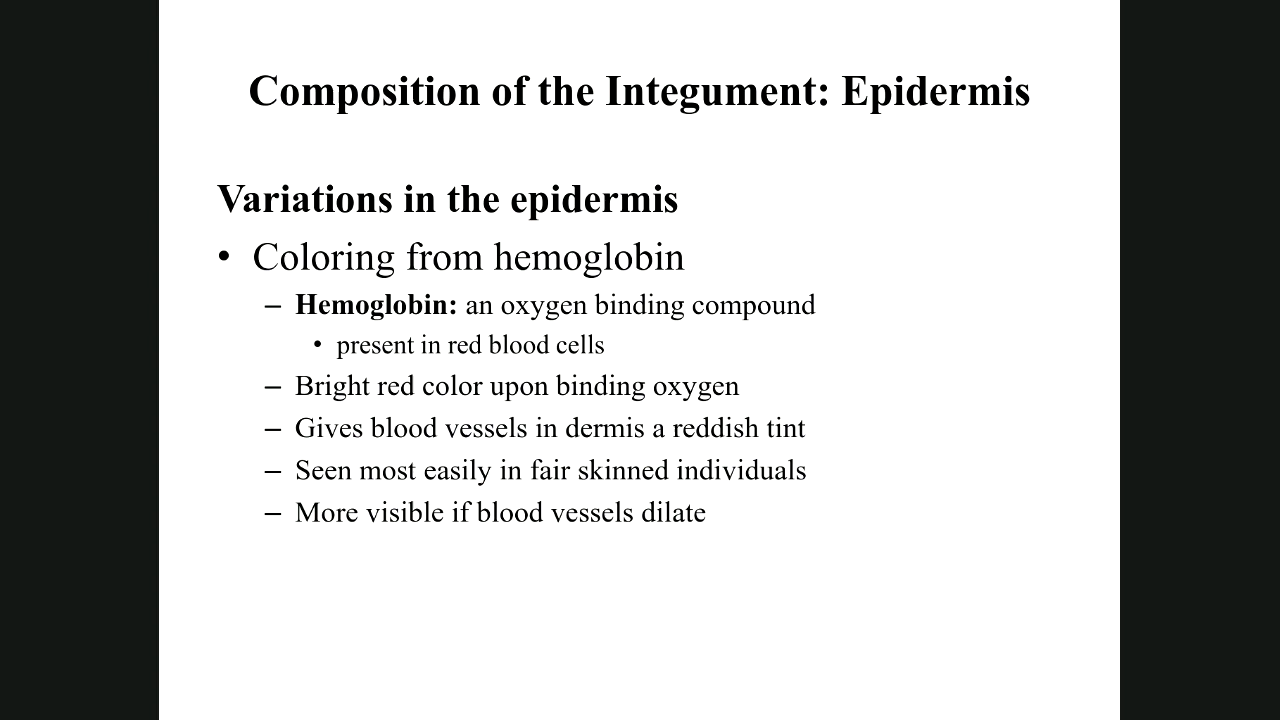 Composition of the Integument: Epidermis
Variations in the epidermis
• Coloring from hemoglobin
– Hemoglobin: an oxygen binding compound
• present in red blood cells
– Bright red color upon binding oxygen
– Gives blood vessels in dermis a reddish tint
– Seen most easily in fair skinned individuals
– More visible if blood vessels dilate